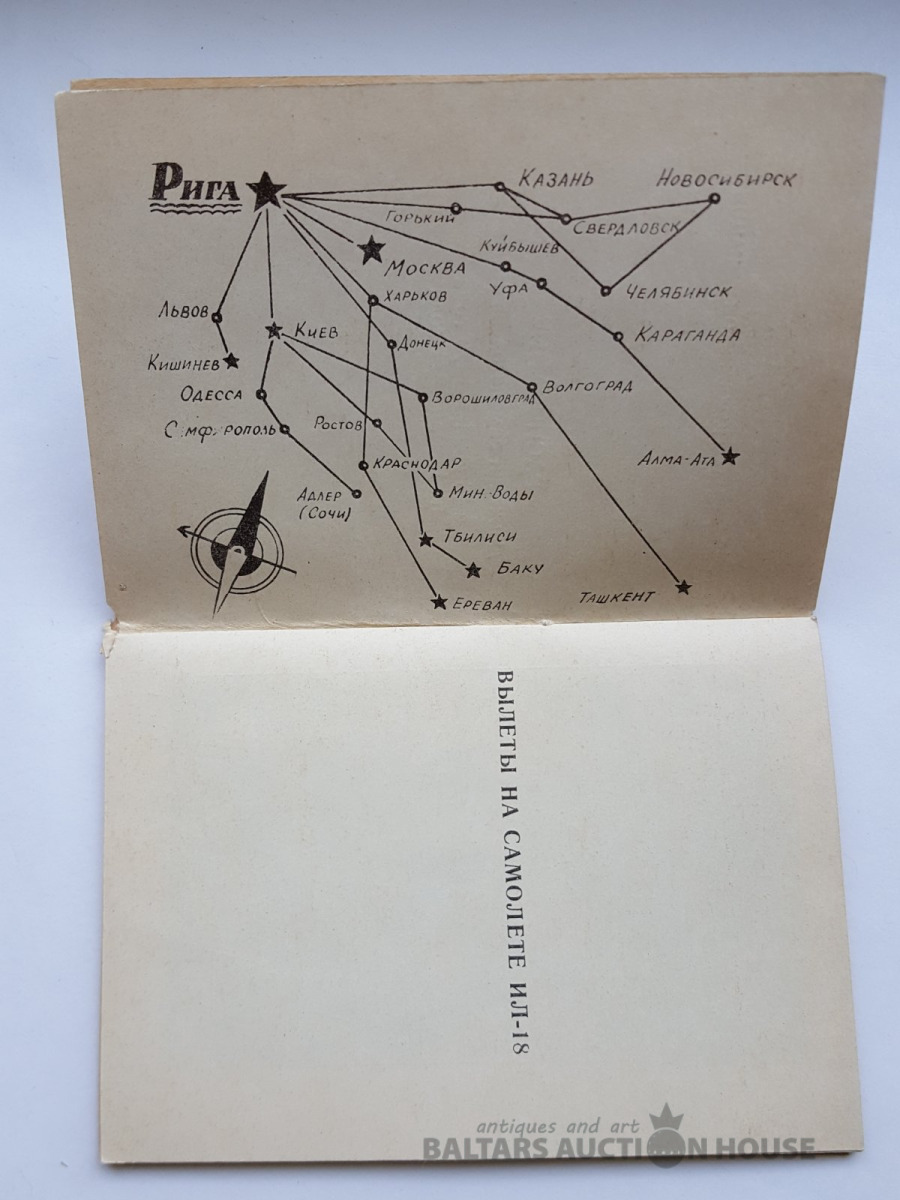 Рига
Казань
Новосибирск
Горький
Свердловск
Куйбышев
Москва
Уфа
Челябинск
Харьков
Львов
Киев
Донецк
Караганда
Кишинев
Одесса
Ворошиловград
Волгоград
С мф рополь
Ростов
Краснодар
Алма-Ата
Адлер
(Сочи)
Мин. Воды
Тбилиси
Баку
Ереван
Ташкент
ВЫЛЕТЫ НА САМОЛЕТЕ ИЛ-18
antiques and art
BALTARS AUCTION HOUSE